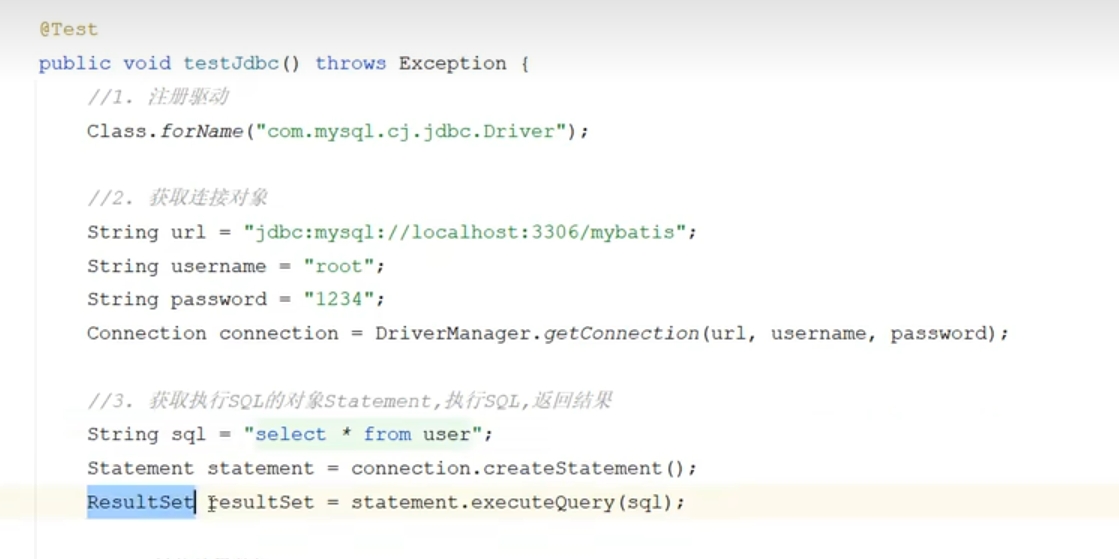 @Test
public void testJdbc() throws Exception {
//1. 注册驱动
Class.forName("com.mysql.cj.jdbc.Driver");
//2. 获取连接对象
String url = "jdbc:mysql://localhost:3306/mybatis";
String username = "root";
String password = "1234";
Connection connection = DriverManager.getConnection(url, username, password);
//3. 获取执行SQL的对象Statement,执行SQL,返回结果
String sql = "select * from user";
Statement statement = connection.createStatement();
ResultSet resultSet = statement.executeQuery(sql);